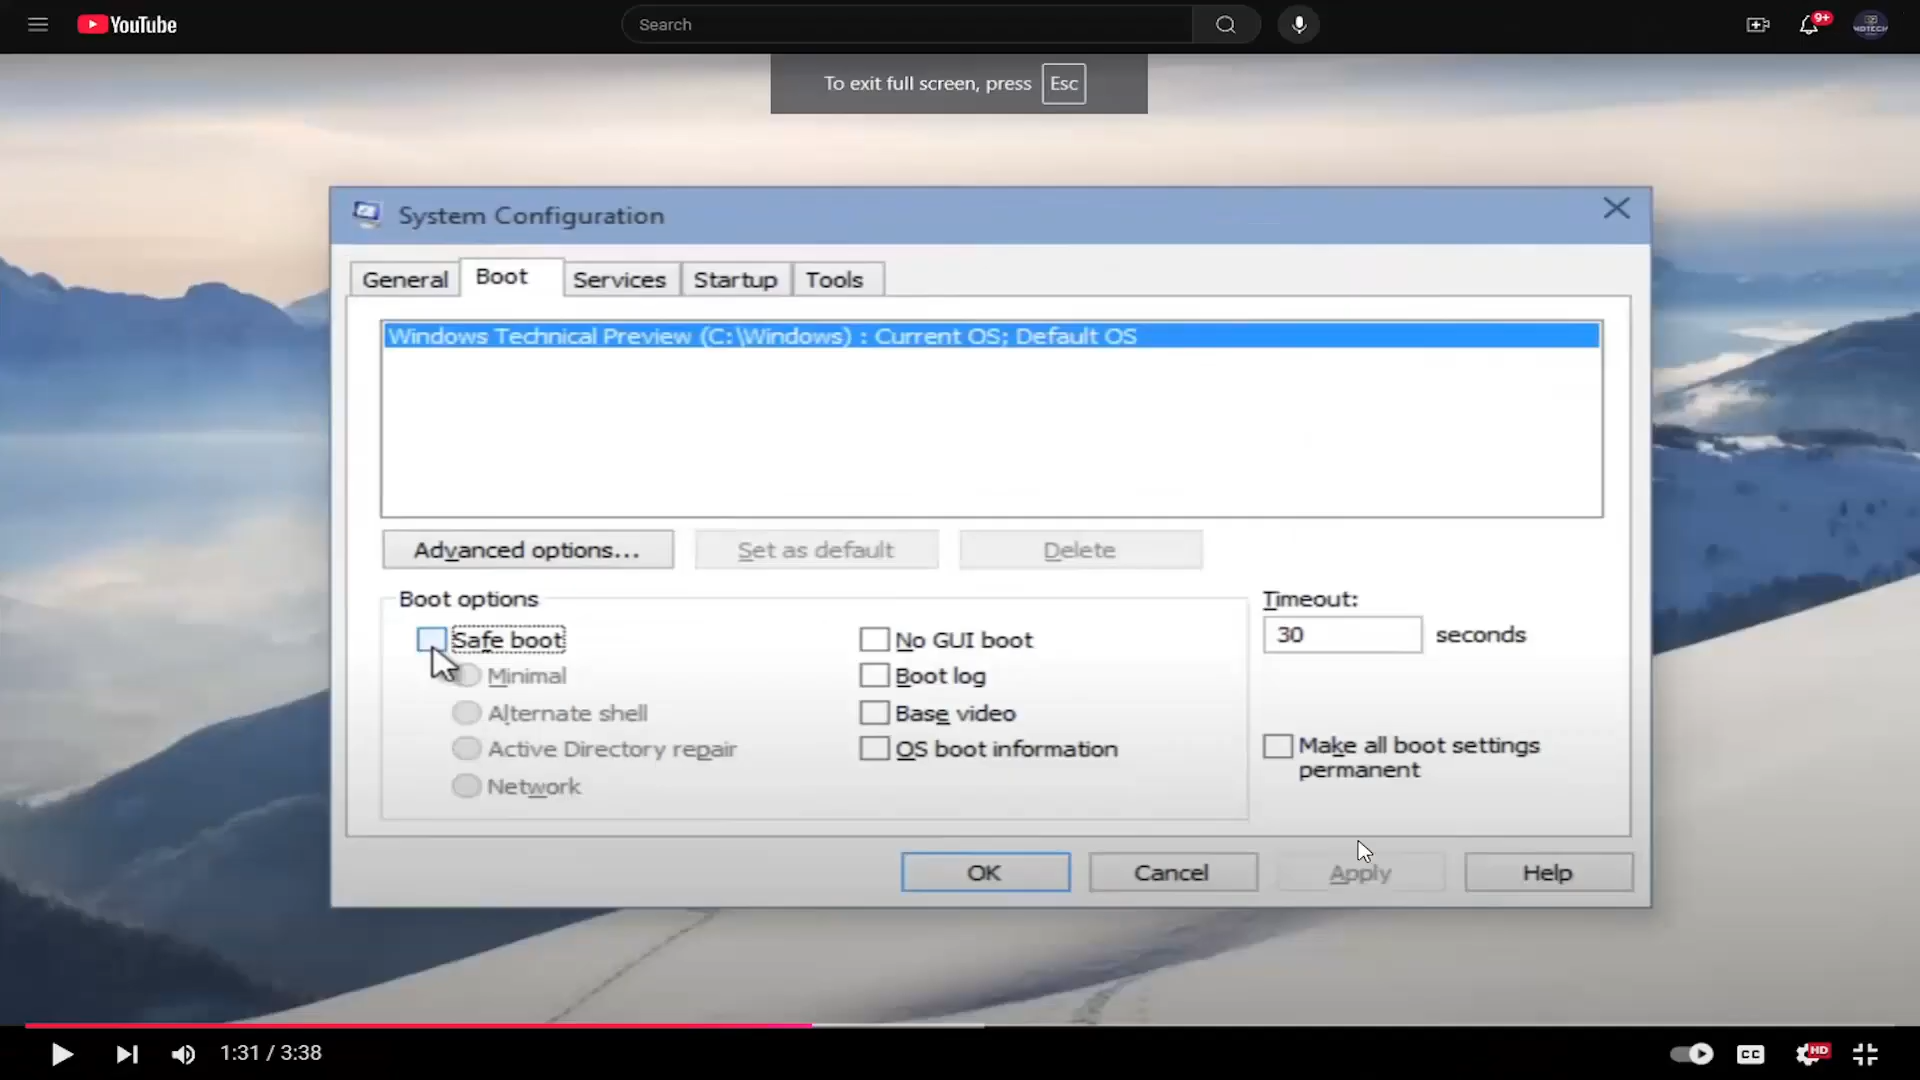 YouTube
Search
9+
To exit full screen, press Esc
System Configuration
General Boot Services Startup Tools
Windows Technical Preview (C:\Windows) : Current OS; Default OS
Advanced options... Set as default Delete
Boot options
Timeout:
Safe boot
No GUI boot
30 seconds
Minimal
Boot log
Alternate shell
Base video
Active Directory repair
OS boot information
Make all boot settings
permanent
Network
OK Cancel Apply Help
1:31 / 3:38
CC
HD